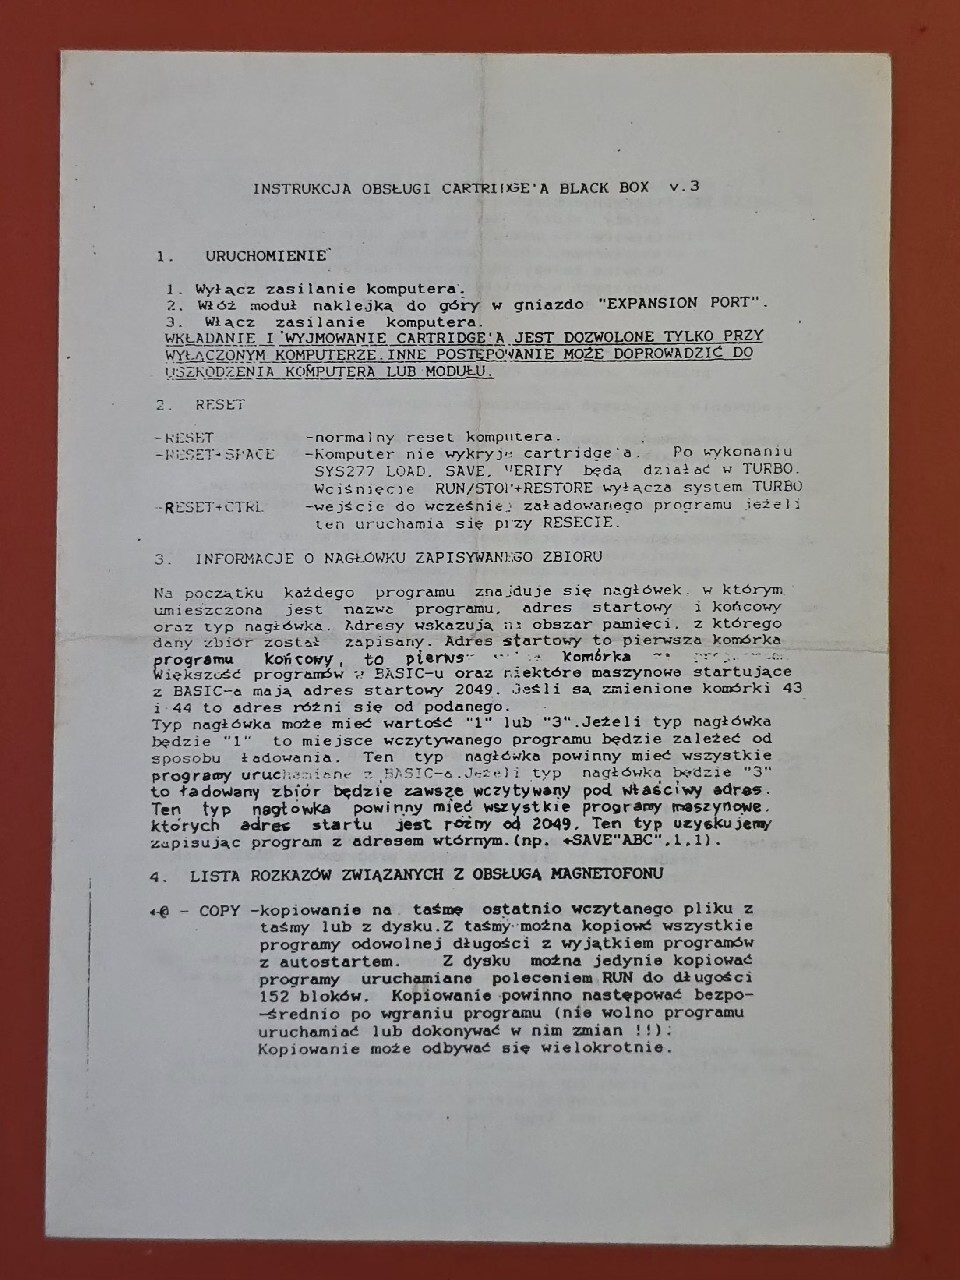 INSTRUKCJA OBSŁUGI CARTRIDGE'A BLACK BOX v.3
1. URUCHOMIENIE
1. Wyłącz zasilanie komputera.
2. Włóż moduł naklejką do góry w gniazdo "EXPANSION PORT".
3. Włącz zasilanie komputera.
WKŁADANIE I WYJMOWANIE CARTRIDGE'A JEST DOZWOLONE TYLKO PRZY
WYŁĄCZONYM KOMPUTERZE.INNE POSTĘPOWANIE MOŻE DOPROWADZIĆ DO
USZKODZENIA KOMPUTERA LUB MODUŁU.
2. RESET
-RESET -normalny reset komputera.
-RESET+SPACE -Komputer nie wykryje cartridge'a. Po wykonaniu
SYS277 LOAD, SAVE, VERIFY będą działać w TURBO.
Wciśnięcie RUN/STOP+RESTORE wyłącza system TURBO
-RESET+CTRL -wejście do wcześniej załadowanego programu jeżeli
ten uruchamia się przy RESECIE.
3. INFORMACJE O NAGŁÓWKU ZAPISYWANEGO ZBIORU
Na początku każdego programu znajduje się nagłówek, w którym
umieszczona jest nazwa programu, adres startowy i końcowy
oraz typ nagłówka. Adresy wskazują na obszar pamięci, z którego
dany zbiór został zapisany. Adres startowy to pierwsza komórka
programu końcowy, to komórka
Większość programów w BASIC-u oraz niektóre maszynowe startujące
z BASIC-a mają adres startowy 2049. Jeśli są zmienione komórki 43
i 44 to adres różni się od podanego.
Typ nagłówka może mieć wartość "1" lub "3".Jeżeli typ nagłówka
będzie "1" to miejsce wczytywanego programu będzie zależeć od
sposobu ładowania. Ten typ nagłówka powinny mieć wszystkie
programy uruchamiane z BASIC-a.Jeżeli typ nagłówka będzie "3"
to ładowany zbiór będzie zawsze wczytywany pod właściwy adres.
Ten typ nagłówka powinny mieć wszystkie programy maszynowe,
których adres startu jest różny od 2049. Ten typ uzyskujemy
zapisując program z adresem wtórnym.(np. ←SAVE"ABC",1,1).
4. LISTA ROZKAZÓW ZWIĄZANYCH Z OBSŁUGĄ MAGNETOFONU
←@ - COPY -kopiowanie na taśmę ostatnio wczytanego pliku z
taśmy lub z dysku.Z taśmy można kopiowć wszystkie
programy odowolnej długości z wyjątkiem programów
z autostartem. Z dysku można jedynie kopiować
programy uruchamiane poleceniem RUN do długości
152 bloków. Kopiowanie powinno następować bezpo-
-średnio po wgraniu programu (nie wolno programu
uruchamiać lub dokonywać w nim zmian !!).
Kopiowanie może odbywać się wielokrotnie.